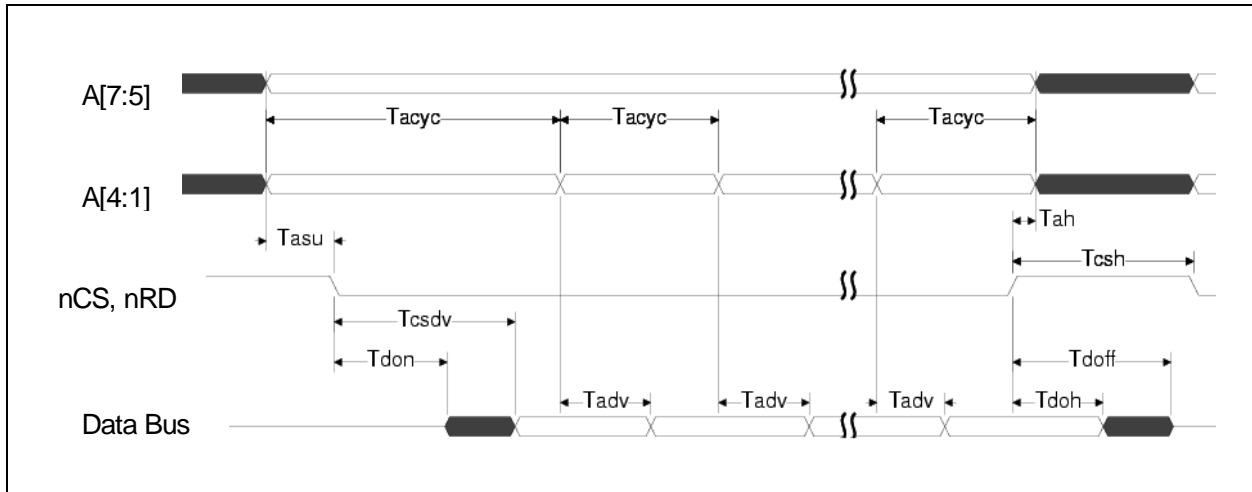 A[7:5]
Tacyc Tacyc Tacyc
A[4:1]
Tah
Tasu
Tcsh
nCS, nRD
Tcsdv
Tdon Tdoff
Tadv Tadv Tadv Tdoh
Data Bus